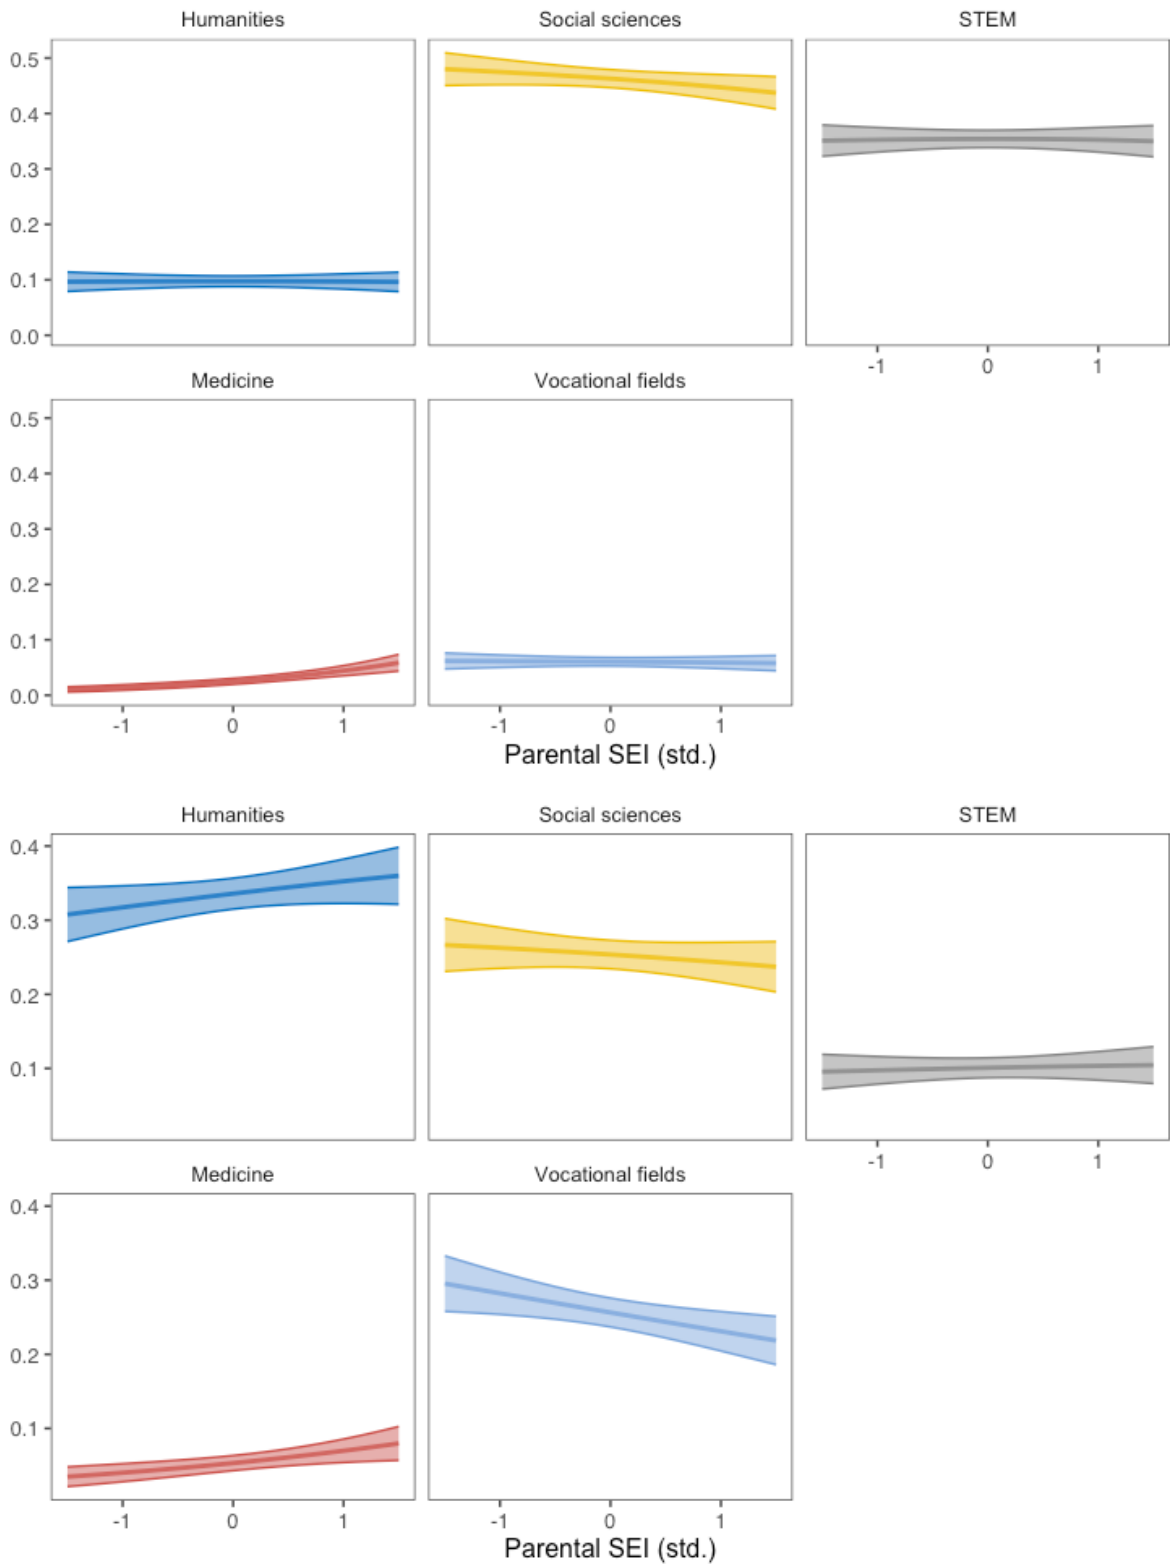 Humanities Social sciences STEM
0.5
0.4
0.3
0.2
0.1
0.0
-1 0 1
Medicine Vocational fields
0.5
0.4
0.3
0.2
0.1
0.0
-1 0 1 -1 0 1
Parental SEI (std.)
Humanities Social sciences STEM
0.4
0.3
0.2
0.1
-1 0 1
Medicine Vocational fields
0.4
0.3
0.2
0.1
-1 0 1 -1 0 1
Parental SEI (std.)